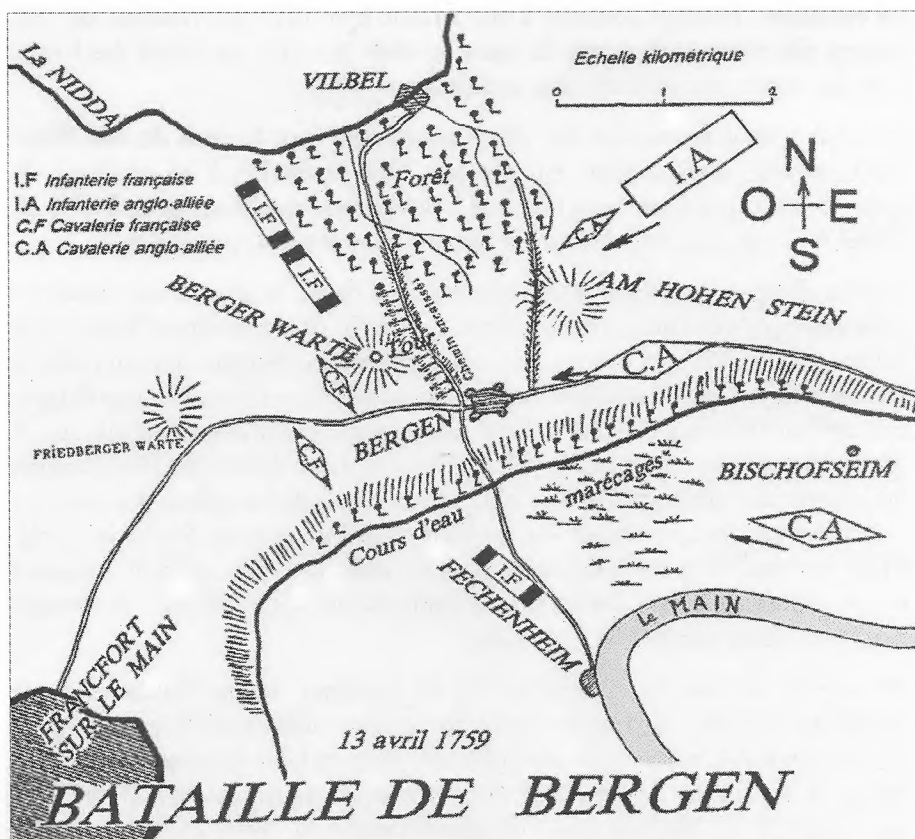 La NIDDA
VILBEL
Echelle kilométrique
0 1 2
I.F Infanterie française
I.A Infanterie anglo-alliée
C.F Cavalerie française
C.A Cavalerie anglo-alliée
Forêt
I.A
C.A
N
O E
S
I.F
I.F
BERGER WARTE
Tour
Chemin encaissé
AM HOHEN STEIN
C.F
C.A
FRIEDBERGER WARTE
BERGEN
C.F
marécages
BISCHOFSEIM
Cours d'eau
C.A
I.F
FECHENHEIM
Le MAIN
FRANCFORT
SUR LE MAIN
13 avril 1759
BATAILLE DE BERGEN